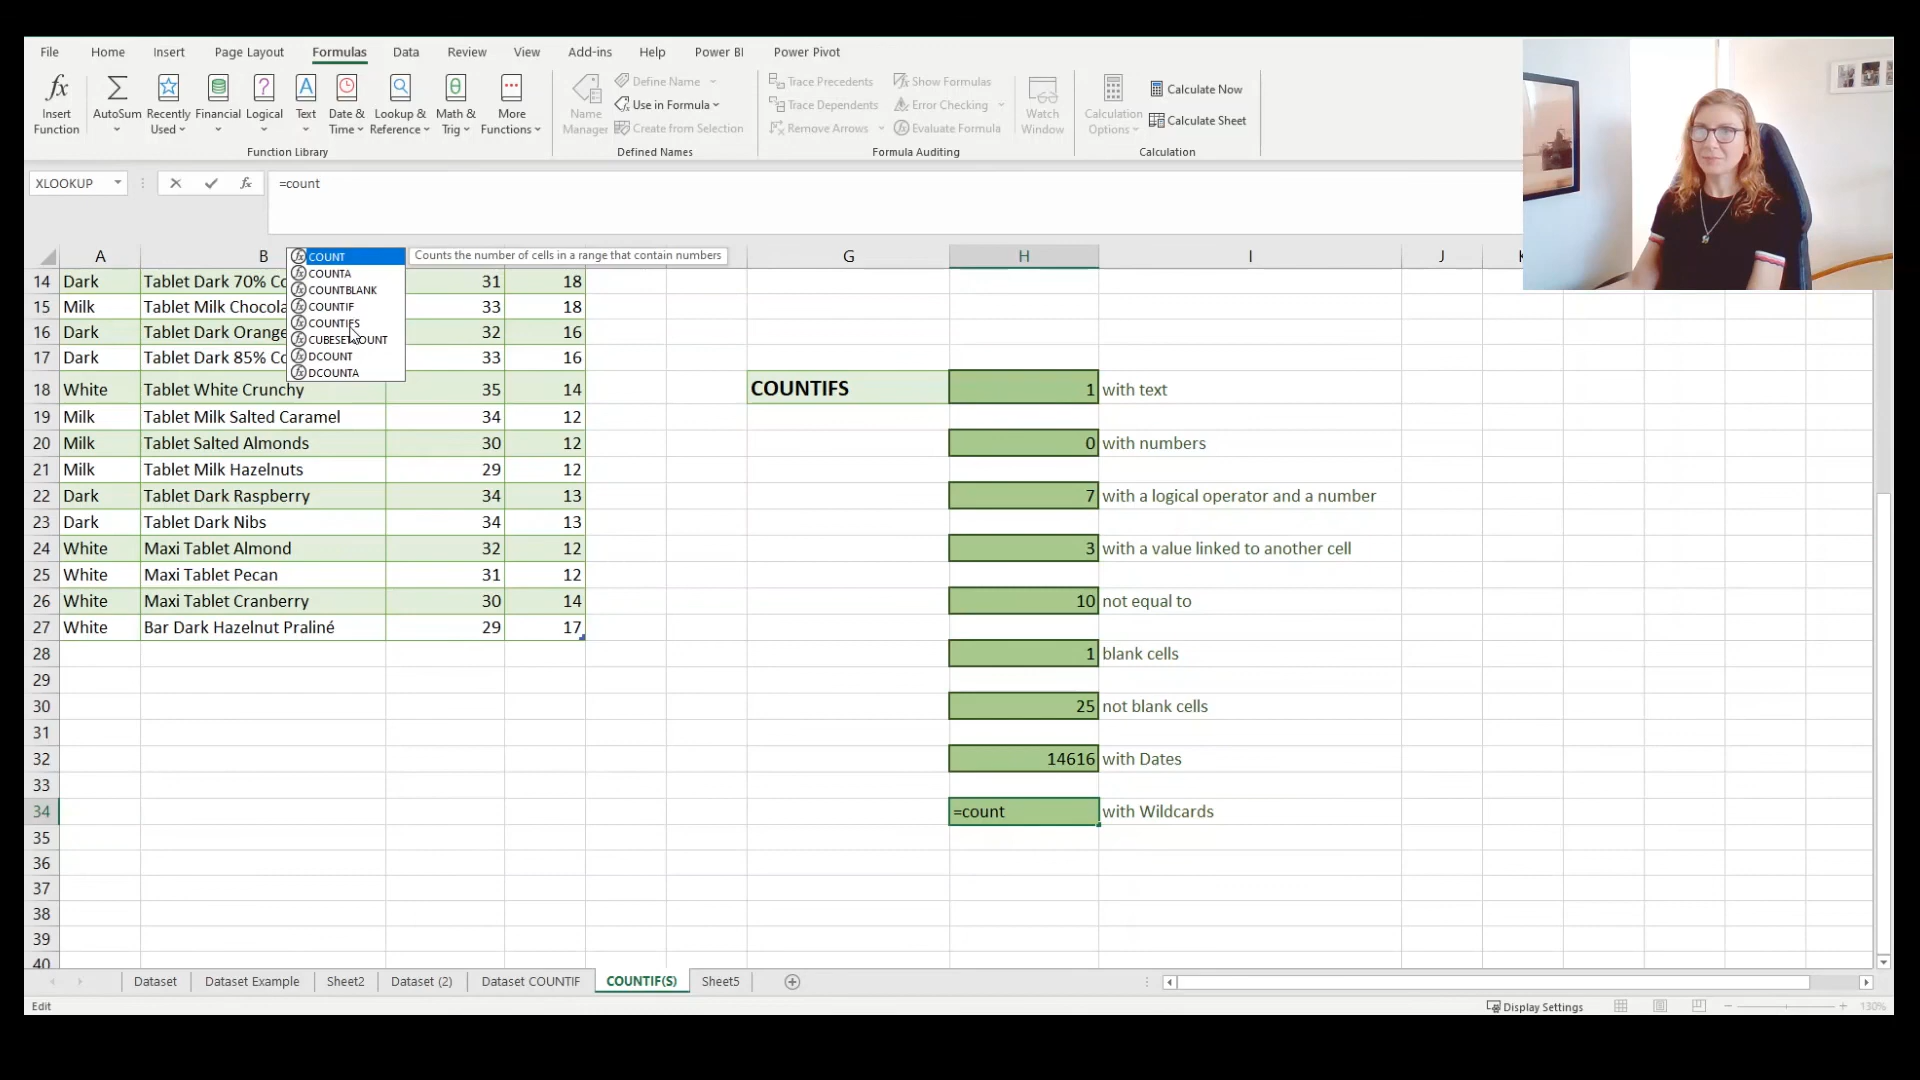 File Home Insert Page Layout Formulas Data Review View Add-ins Help Power BI Power Pivot
Insert Function
AutoSum
Recently Used
Financial
Logical
Text
Date & Time
Lookup & Reference
Math & Trig
More Functions
Function Library
Name Manager
Define Name
Use in Formula
Create from Selection
Defined Names
Trace Precedents
Trace Dependents
Remove Arrows
Show Formulas
Error Checking
Evaluate Formula
Formula Auditing
Watch Window
Calculation Options
Calculate Now
Calculate Sheet
Calculation
XLOOKUP fx =count
A B G H I J
COUNT Counts the number of cells in a range that contain numbers
COUNTA
COUNTBLANK
COUNTIF
COUNTIFS
CUBESETCOUNT
DCOUNT
DCOUNTA
14 Dark Tablet Dark 70% Co 31 18
15 Milk Tablet Milk Chocola 33 18
16 Dark Tablet Dark Orange 32 16
17 Dark Tablet Dark 85% Co 33 16
18 White Tablet White Crunchy 35 14 COUNTIFS 1 with text
19 Milk Tablet Milk Salted Caramel 34 12
20 Milk Tablet Salted Almonds 30 12 0 with numbers
21 Milk Tablet Milk Hazelnuts 29 12
22 Dark Tablet Dark Raspberry 34 13 7 with a logical operator and a number
23 Dark Tablet Dark Nibs 34 13
24 White Maxi Tablet Almond 32 12 3 with a value linked to another cell
25 White Maxi Tablet Pecan 31 12
26 White Maxi Tablet Cranberry 30 14 10 not equal to
27 White Bar Dark Hazelnut Praliné 29 17
28 1 blank cells
29
30 25 not blank cells
31
32 14616 with Dates
33
34 =count with Wildcards
35
36
37
38
39
40
Dataset Dataset Example Sheet2 Dataset (2) Dataset COUNTIF COUNTIF(S) Sheet5
Edit Display Settings 130%